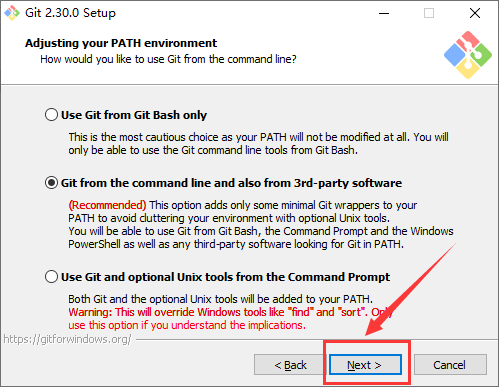 Git 2.30.0 Setup
Adjusting your PATH environment
How would you like to use Git from the command line?
Use Git from Git Bash only
This is the most cautious choice as your PATH will not be modified at all. You will
only be able to use the Git command line tools from Git Bash.
Git from the command line and also from 3rd-party software
(Recommended) This option adds only some minimal Git wrappers to your
PATH to avoid cluttering your environment with optional Unix tools.
You will be able to use Git from Git Bash, the Command Prompt and the Windows
PowerShell as well as any third-party software looking for Git in PATH.
Use Git and optional Unix tools from the Command Prompt
Both Git and the optional Unix tools will be added to your PATH.
Warning: This will override Windows tools like "find" and "sort". Only
use this option if you understand the implications.
https://gitforwindows.org/
< Back Next > Cancel